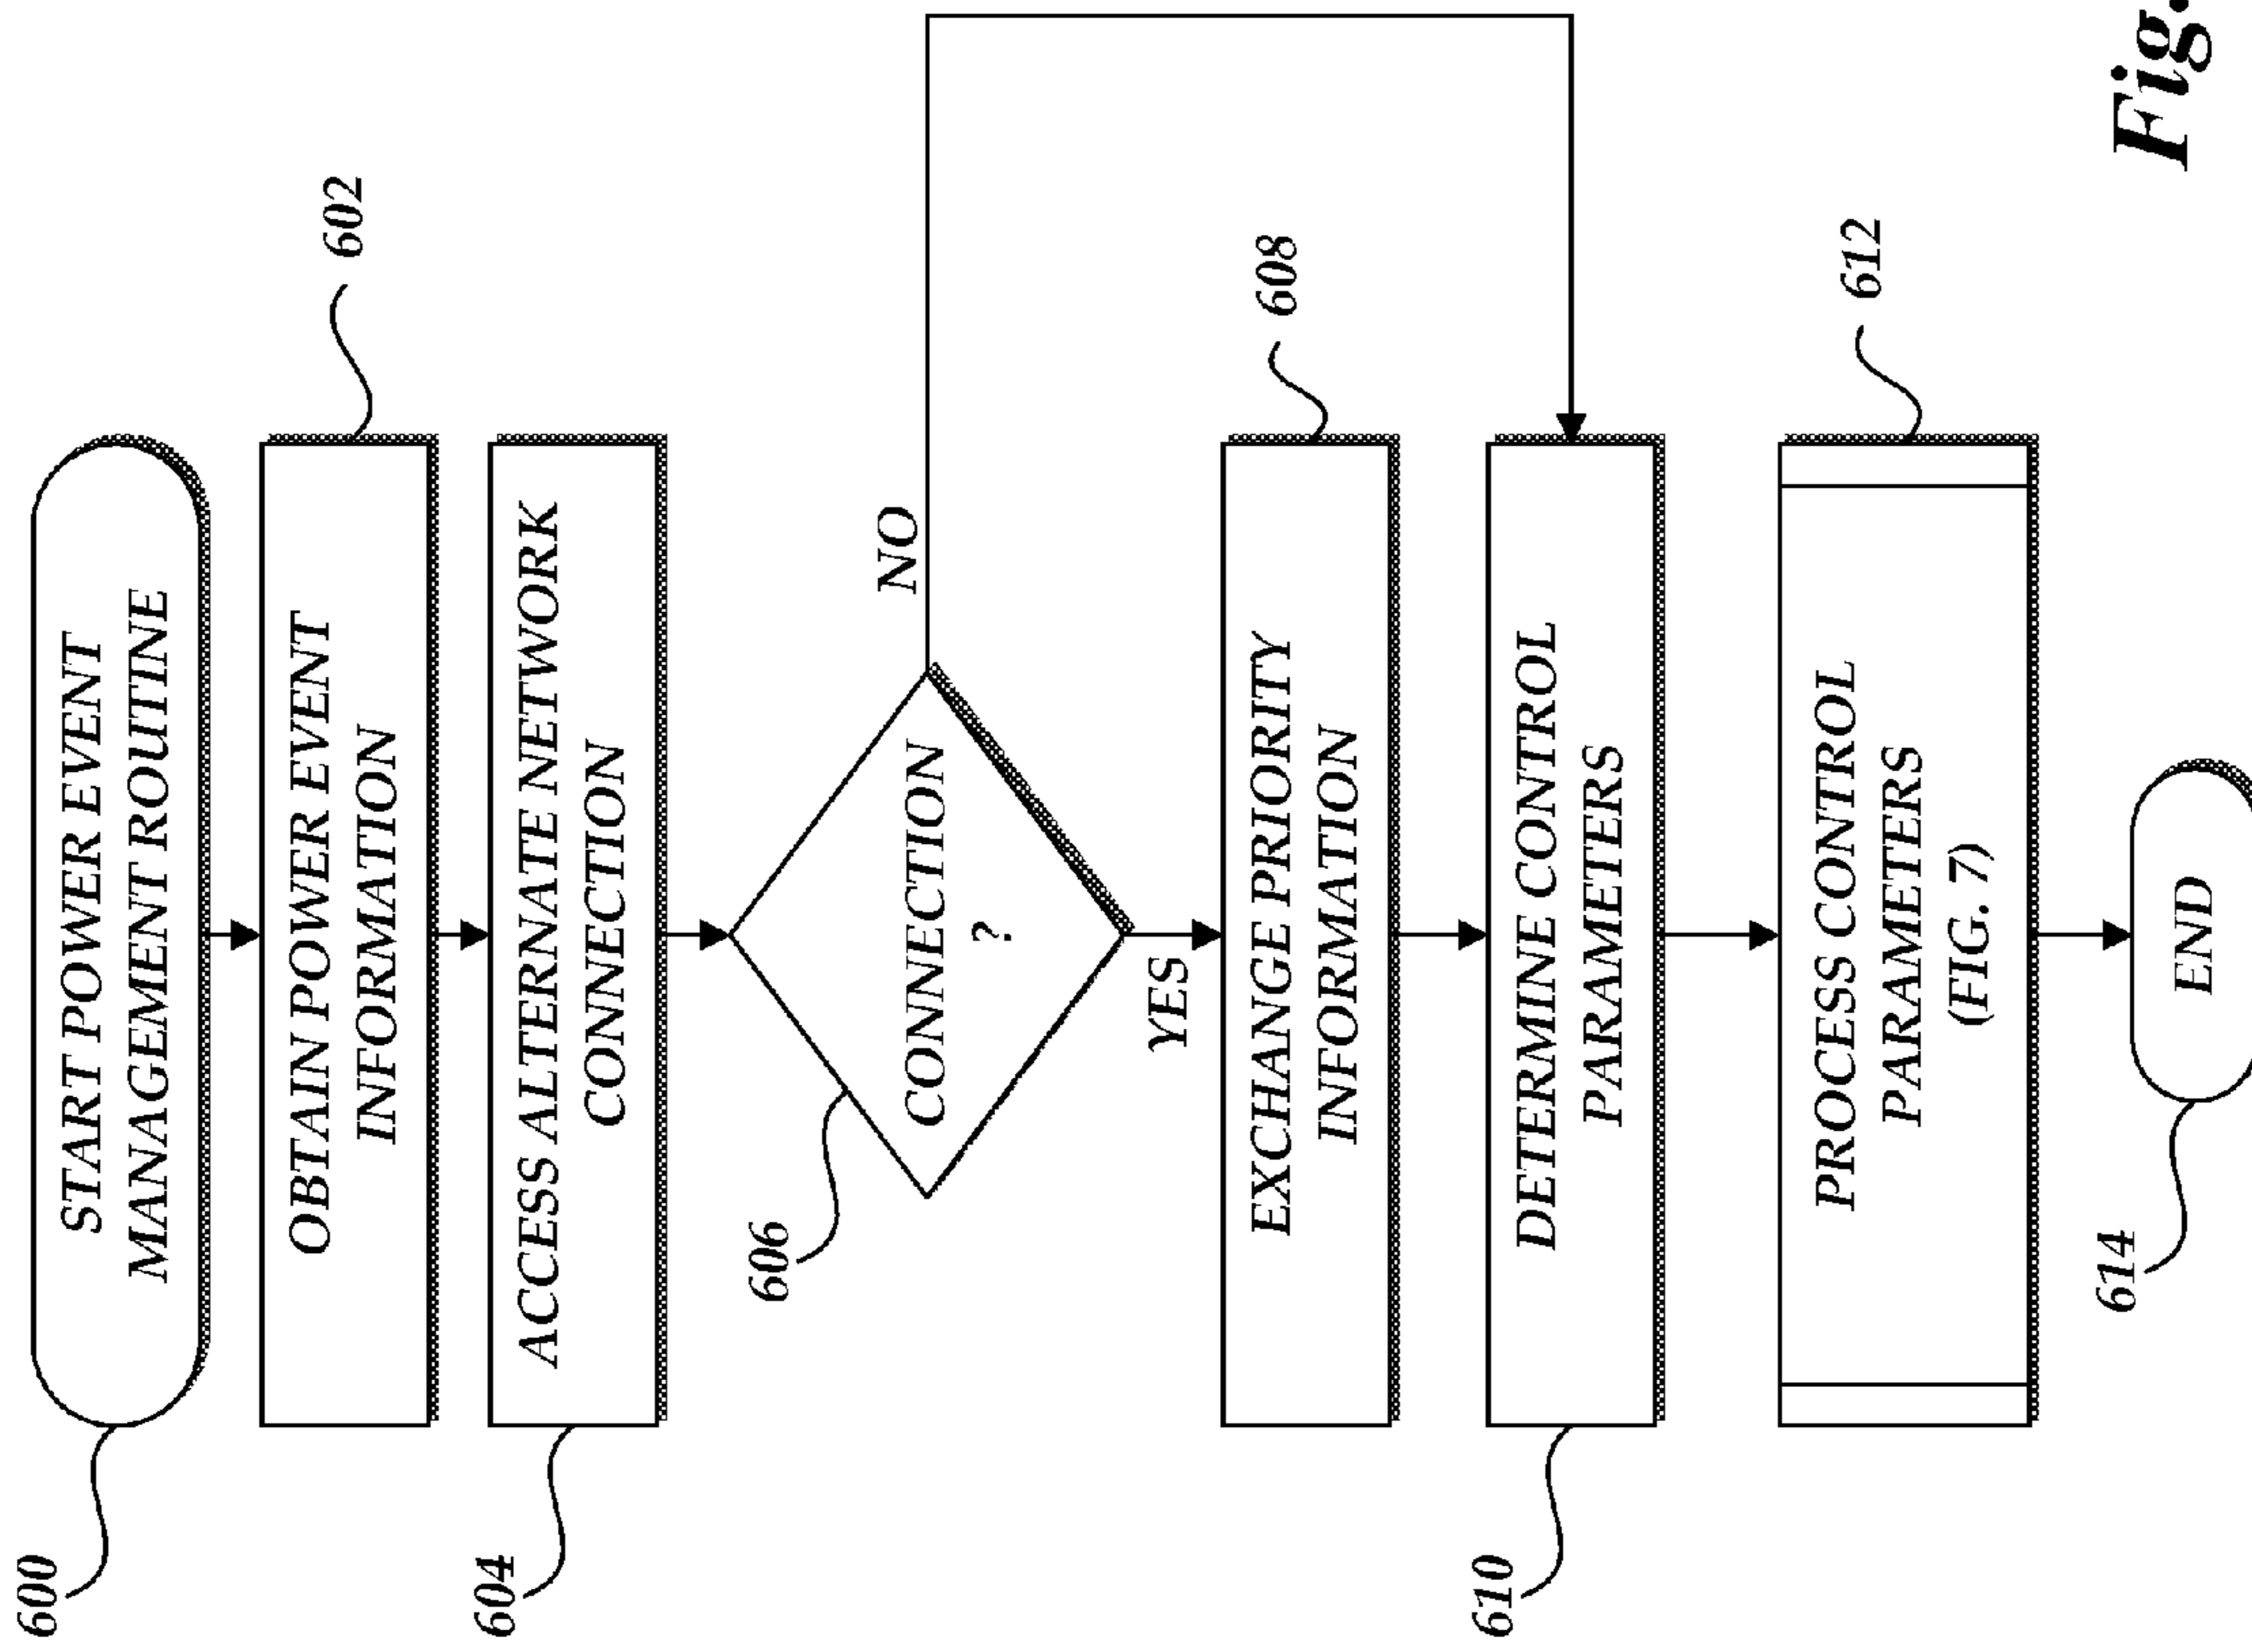 600
START POWER EVENT
MANAGEMENT ROUTINE
602
OBTAIN POWER EVENT
INFORMATION
604
ACCESS ALTERNATE NETWORK
CONNECTION
606
CONNECTION
?
NO
YES
608
EXCHANGE PRIORITY
INFORMATION
610
DETERMINE CONTROL
PARAMETERS
612
PROCESS CONTROL
PARAMETERS
(FIG. 7)
614
END
Fig.